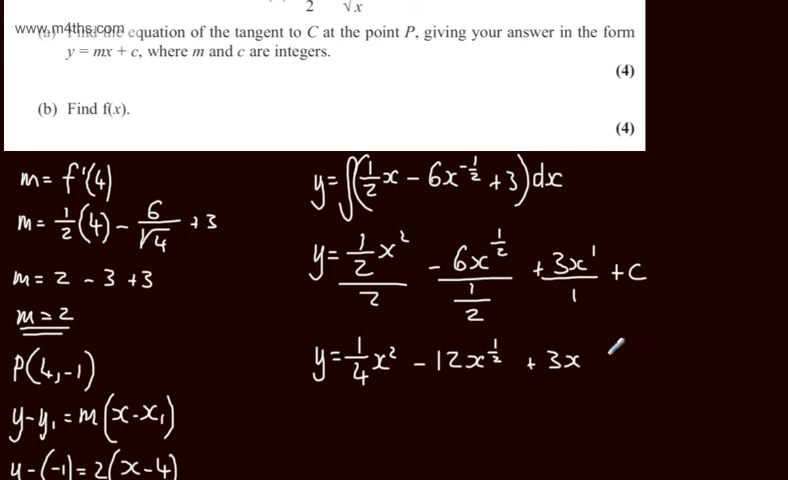 2 √x
www.m4ths.com
equation of the tangent to C at the point P, giving your answer in the form
y = mx + c, where m and c are integers.
(4)
(b) Find f(x).
(4)
m= f'(4)
m= 1/2(4) - 6/√4 + 3
m= 2 - 3 + 3
m = 2
P(4,-1)
y-y₁ = m(x-x₁)
y-(-1)=2(x-4)
y=∫(1/2x - 6x^(-1/2) + 3)dx
y= (1/2x²)/2 - (6x^(1/2))/(1/2) + 3x¹/1 + c
y= 1/4x² - 12x^(1/2) + 3x